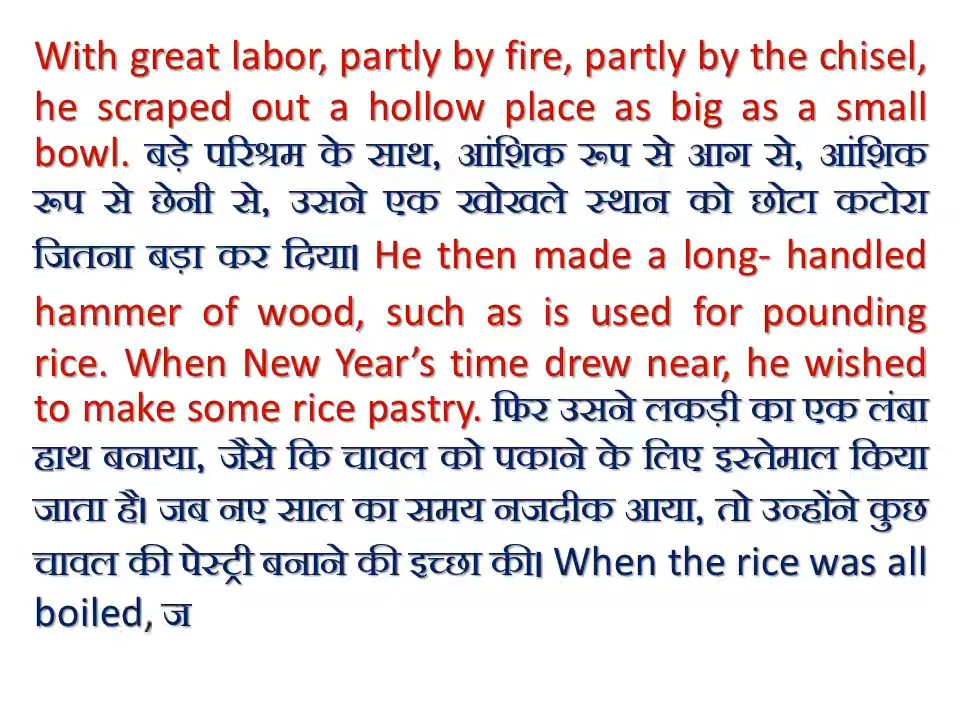 With great labor, partly by fire, partly by the chisel,
he scraped out a hollow place as big as a small
bowl. बड़े परिश्रम के साथ, आंशिक रूप से आग से, आंशिक
रूप से छेनी से, उसने एक खोखले स्थान को छोटा कटोरा
जितना बड़ा कर दिया। He then made a long- handled
hammer of wood, such as is used for pounding
rice. When New Year’s time drew near, he wished
to make some rice pastry. फिर उसने लकड़ी का एक लंबा
हाथ बनाया, जैसे कि चावल को पकाने के लिए इस्तेमाल किया
जाता है। जब नए साल का समय नजदीक आया, तो उन्होंने कुछ
चावल की पेस्ट्री बनाने की इच्छा की। When the rice was all
boiled, ज